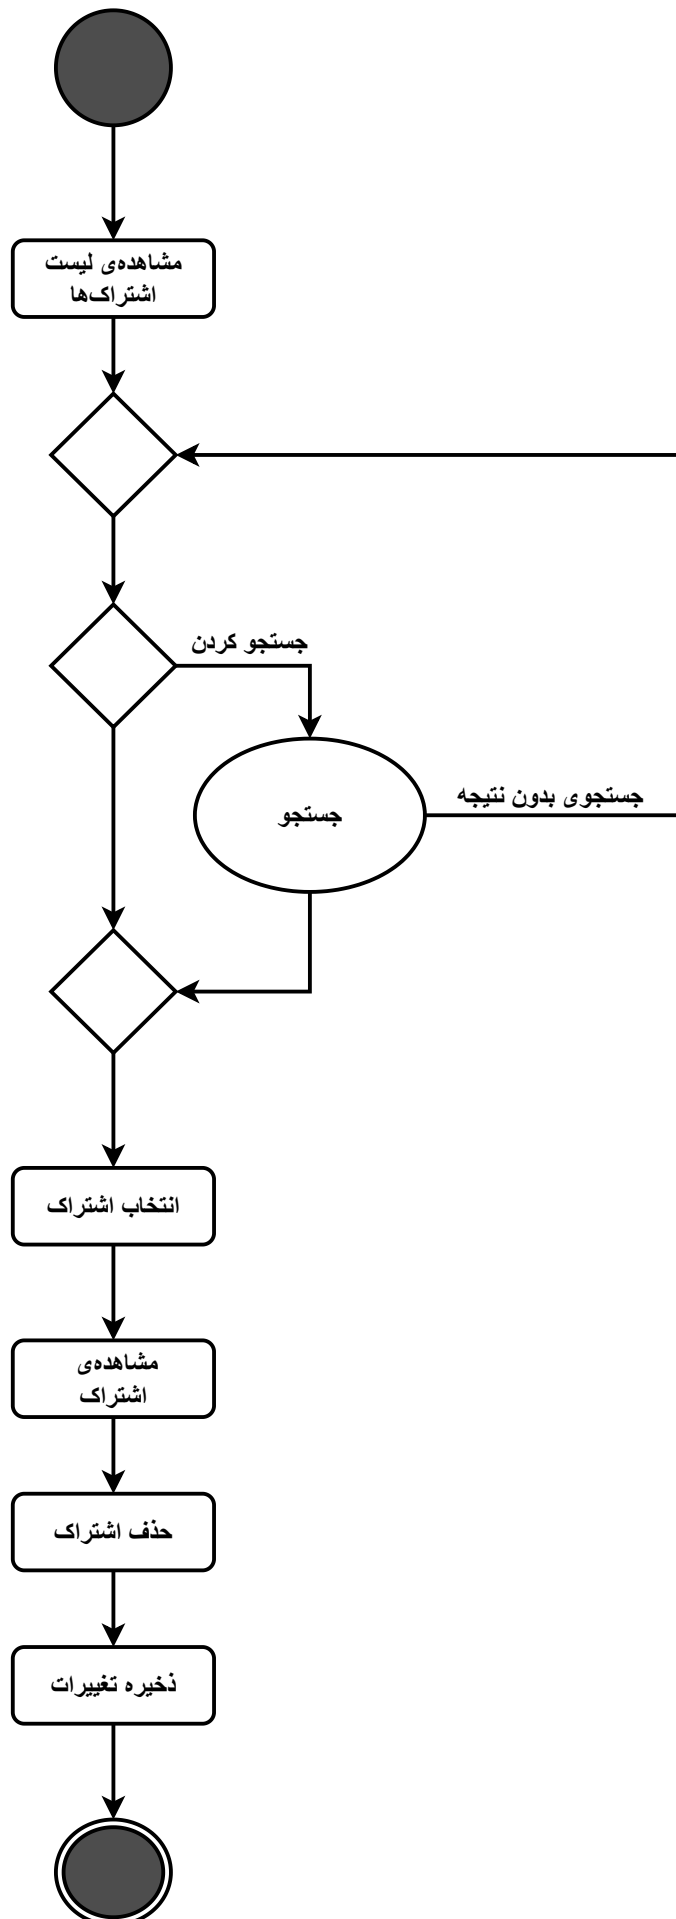 مشاهده‌ی لیست
اشتراک‌ها
جستجو کردن
جستجوی بدون نتیجه
جستجو
انتخاب اشتراک
مشاهده‌ی
اشتراک
حذف اشتراک
ذخیره تغییرات